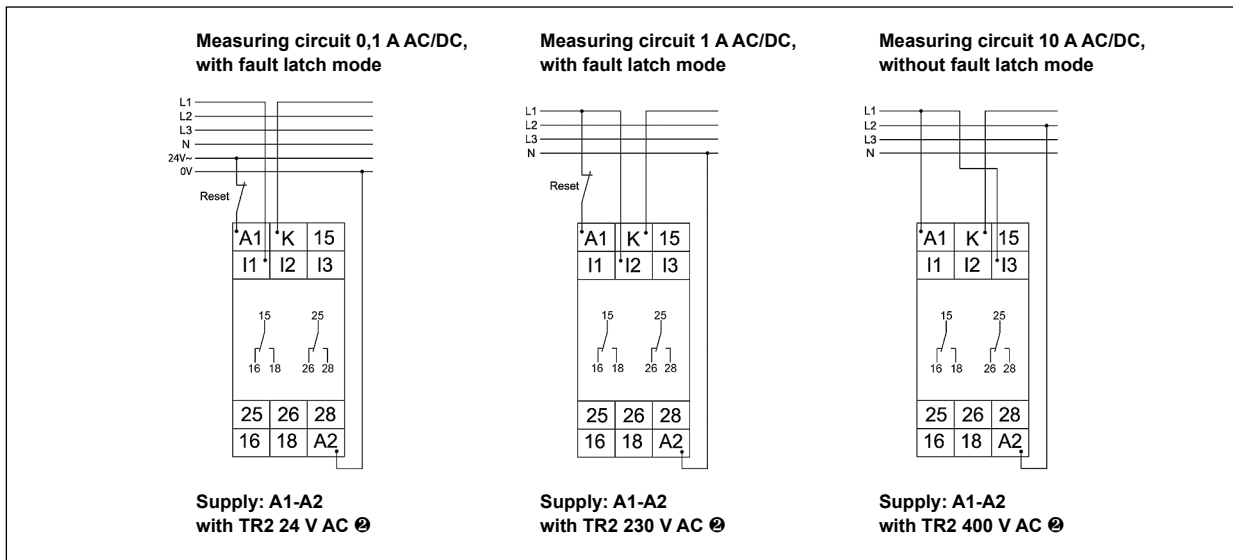 Measuring circuit 0,1 A AC/DC,
with fault latch mode
L1
L2
L3
N
24V~
0V
Reset
A1 K 15
I1 I2 I3
15 25
16 18 26 28
25 26 28
16 18 A2
Supply: A1-A2
with TR2 24 V AC ❷
Measuring circuit 1 A AC/DC,
with fault latch mode
L1
L2
L3
N
Reset
A1 K 15
I1 I2 I3
15 25
16 18 26 28
25 26 28
16 18 A2
Supply: A1-A2
with TR2 230 V AC ❷
Measuring circuit 10 A AC/DC,
without fault latch mode
L1
L2
L3
N
A1 K 15
I1 I2 I3
15 25
16 18 26 28
25 26 28
16 18 A2
Supply: A1-A2
with TR2 400 V AC ❷